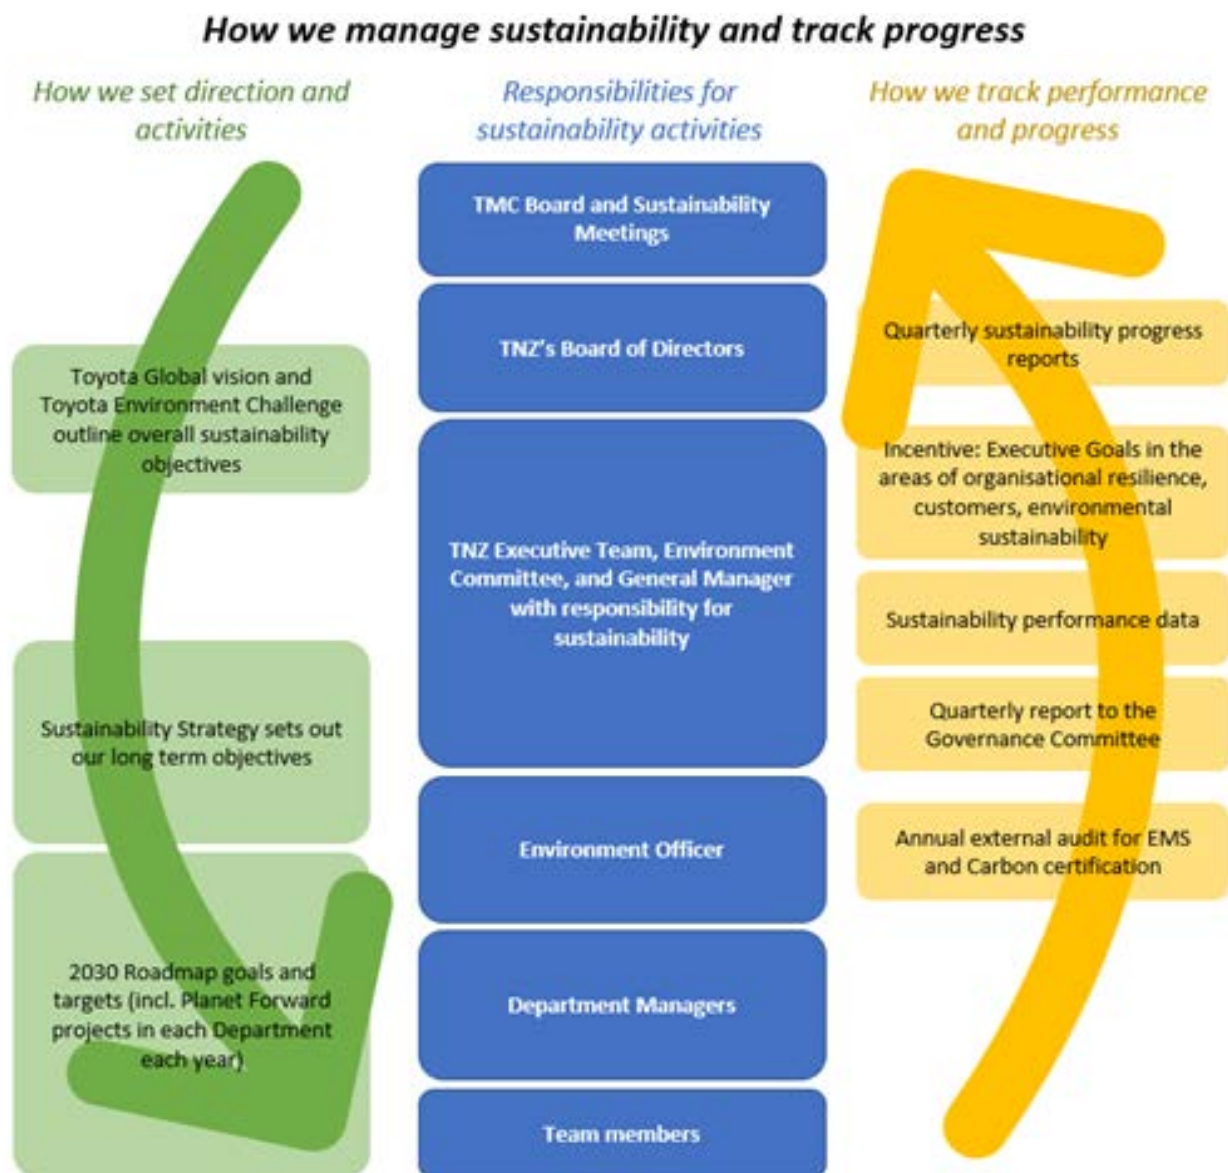 How we manage sustainability and track progress
How we set direction and
activities
Toyota Global vision and
Toyota Environment Challenge
outline overall sustainability
objectives
Sustainability Strategy sets out
our long term objectives
2030 Roadmap goals and
targets (incl. Planet Forward
projects in each Department
each year)
Responsibilities for
sustainability activities
TMC Board and Sustainability
Meetings
TNZ's Board of Directors
TNZ Executive Team, Environment
Committee, and General Manager
with responsibility for
sustainability
Environment Officer
Department Managers
Team members
How we track performance
and progress
Quarterly sustainability progress
reports
Incentive: Executive Goals in the
areas of organisational resilience,
customers, environmental
sustainability
Sustainability performance data
Quarterly report to the
Governance Committee
Annual external audit for EMS
and Carbon certification